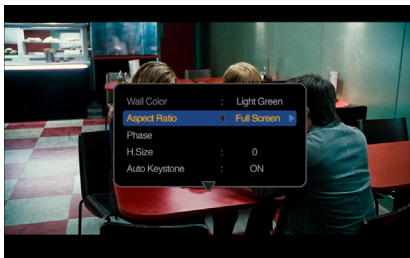 Wall Color : Light Green
Aspect Ratio Full Screen
Phase
H.Size : 0
Auto Keystone : ON